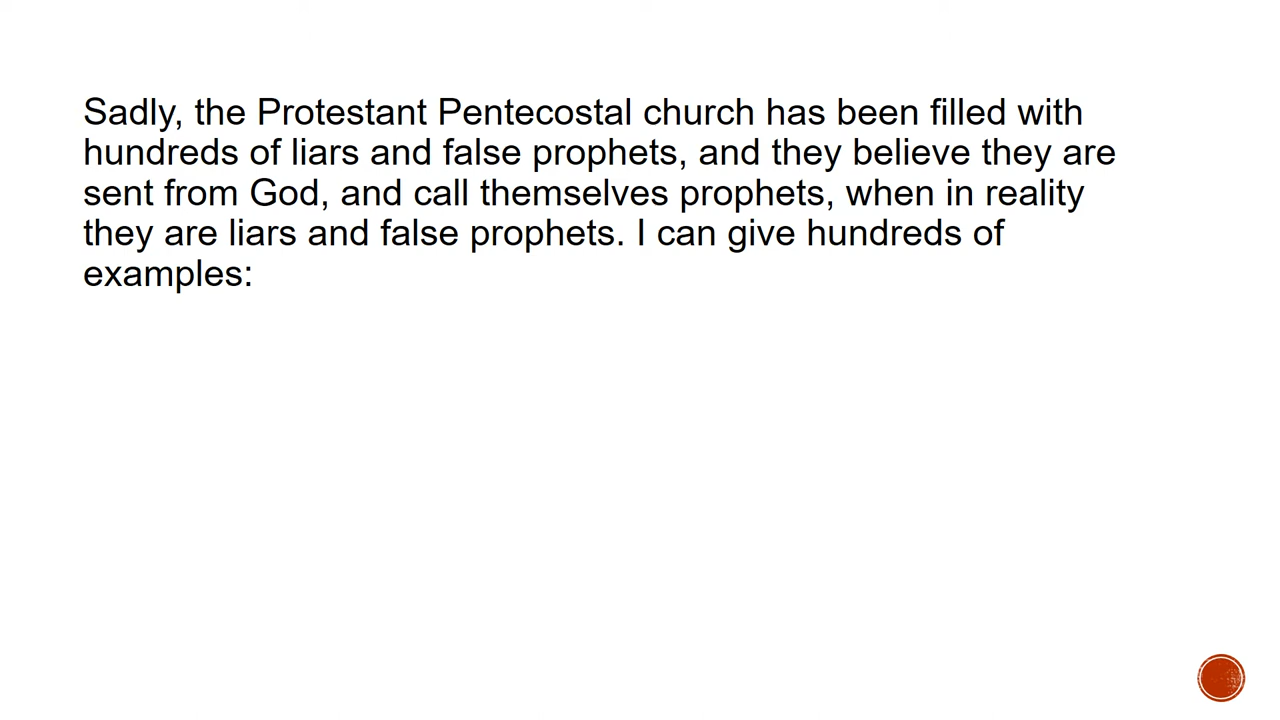 Sadly, the Protestant Pentecostal church has been filled with
hundreds of liars and false prophets, and they believe they are
sent from God, and call themselves prophets, when in reality
they are liars and false prophets. I can give hundreds of
examples: